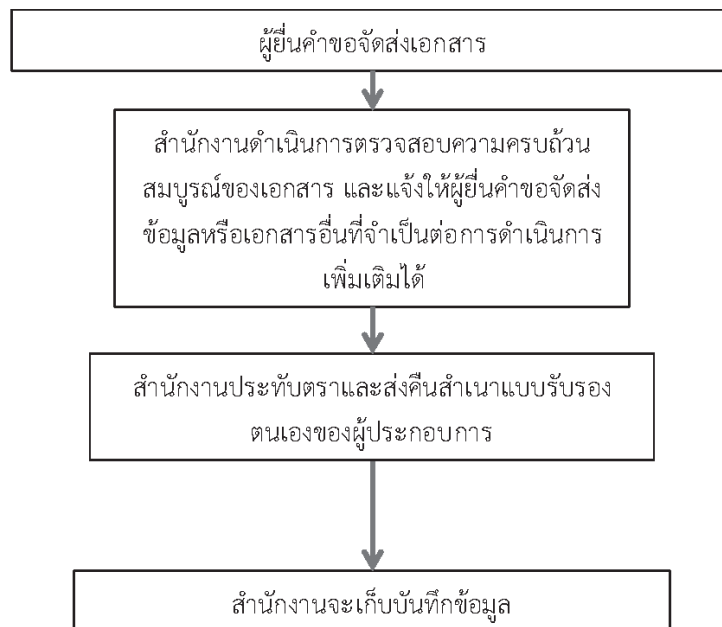 ผู้ยื่นคำขอจัดส่งเอกสาร
สำนักงานดำเนินการตรวจสอบความครบถ้วน
สมบูรณ์ของเอกสาร และแจ้งให้ผู้ยื่นคำขอจัดส่ง
ข้อมูลหรือเอกสารอื่นที่จำเป็นต่อการดำเนินการ
เพิ่มเติมได้
สำนักงานประทับตราและส่งคืนสำเนาแบบรับรอง
ตนเองของผู้ประกอบการ
สำนักงานจะเก็บบันทึกข้อมูล